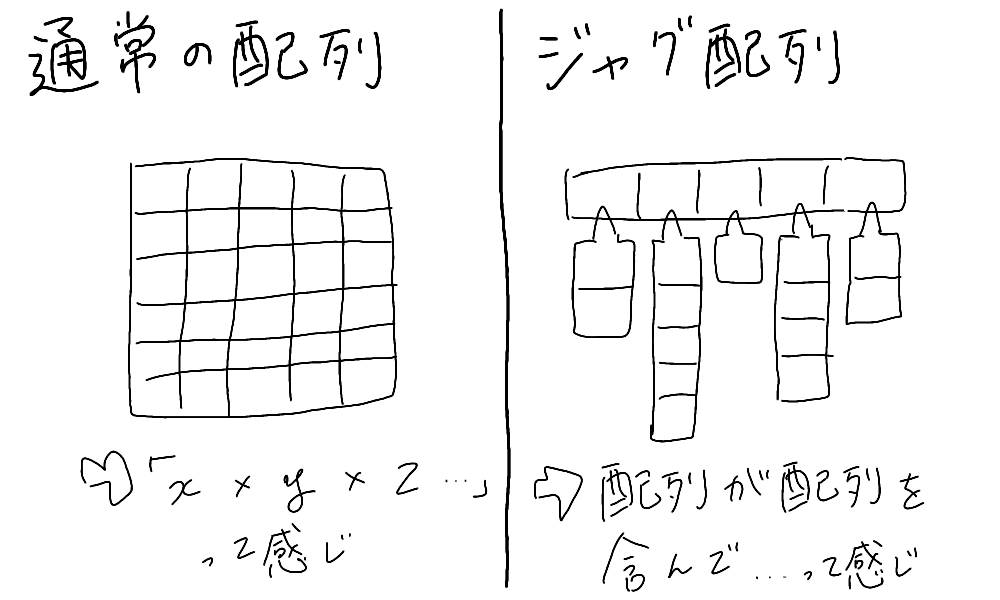 通常の配列
ジャグ配列
「x × y × z …」
って感じ
配列が配列を
含んで…って感じ